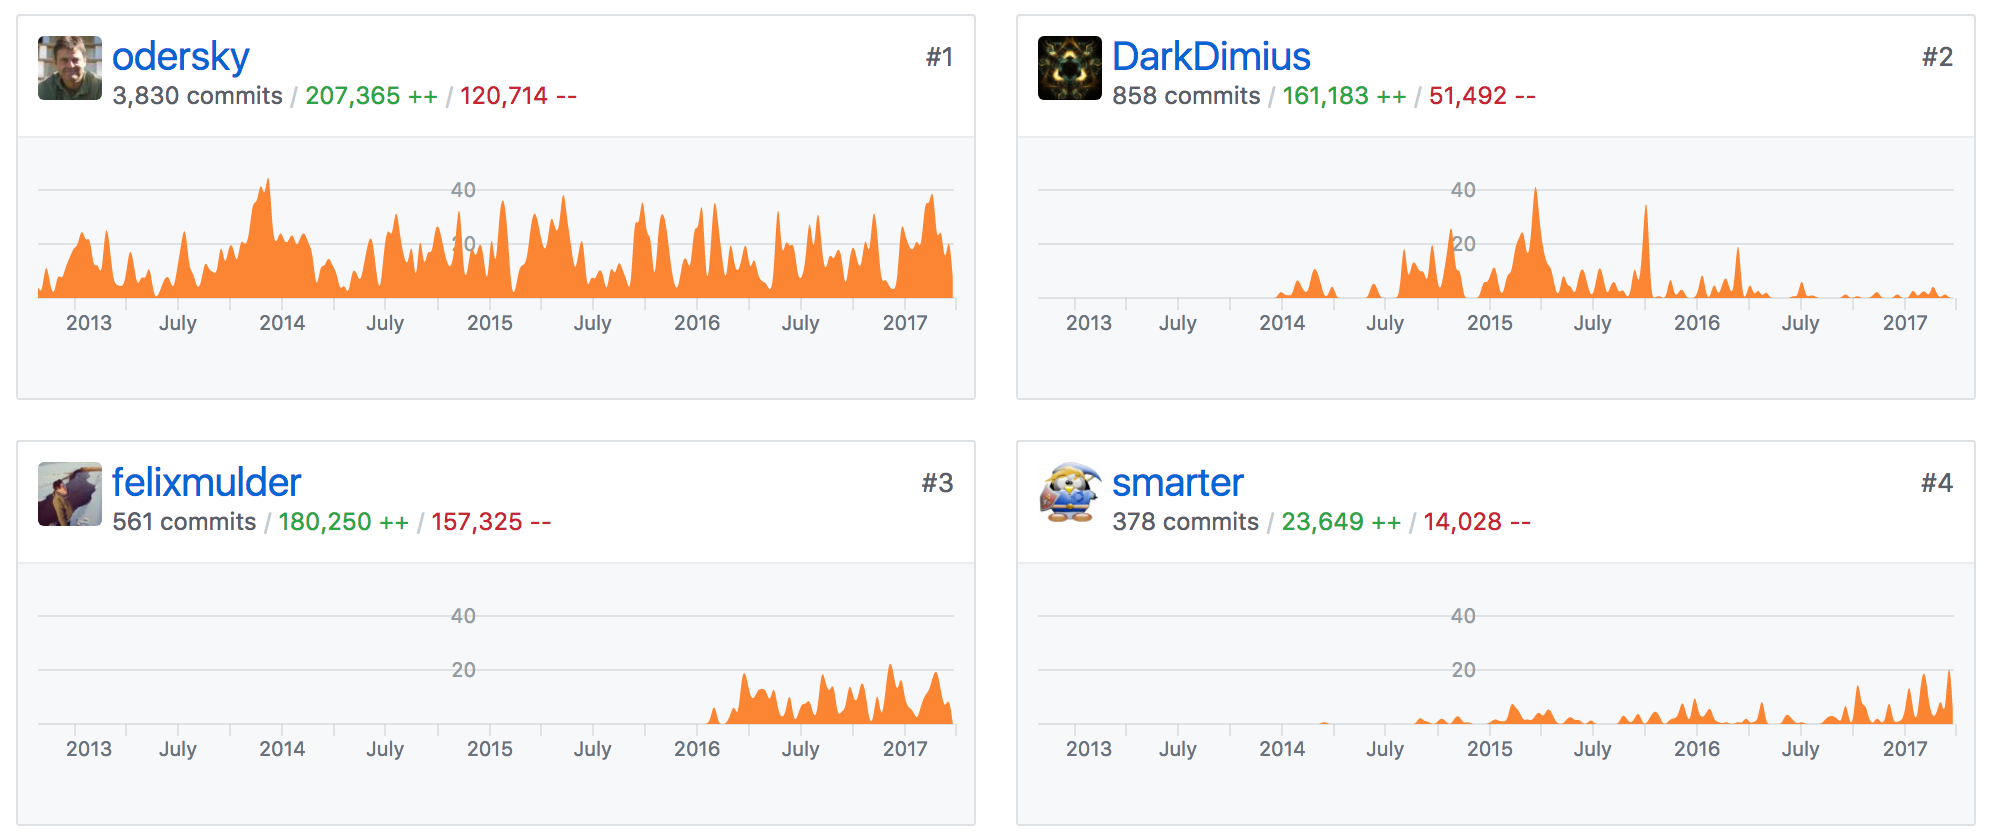 odersky #1
3,830 commits / 207,365 ++ / 120,714 --
40
20
2013 July 2014 July 2015 July 2016 July 2017
DarkDimius #2
858 commits / 161,183 ++ / 51,492 --
40
20
2013 July 2014 July 2015 July 2016 July 2017
felixmulder #3
561 commits / 180,250 ++ / 157,325 --
40
20
2013 July 2014 July 2015 July 2016 July 2017
smarter #4
378 commits / 23,649 ++ / 14,028 --
40
20
2013 July 2014 July 2015 July 2016 July 2017